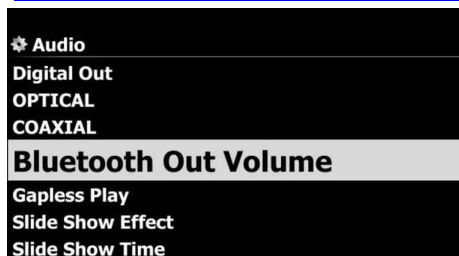 Audio
Digital Out
OPTICAL
COAXIAL
Bluetooth Out Volume
Gapless Play
Slide Show Effect
Slide Show Time